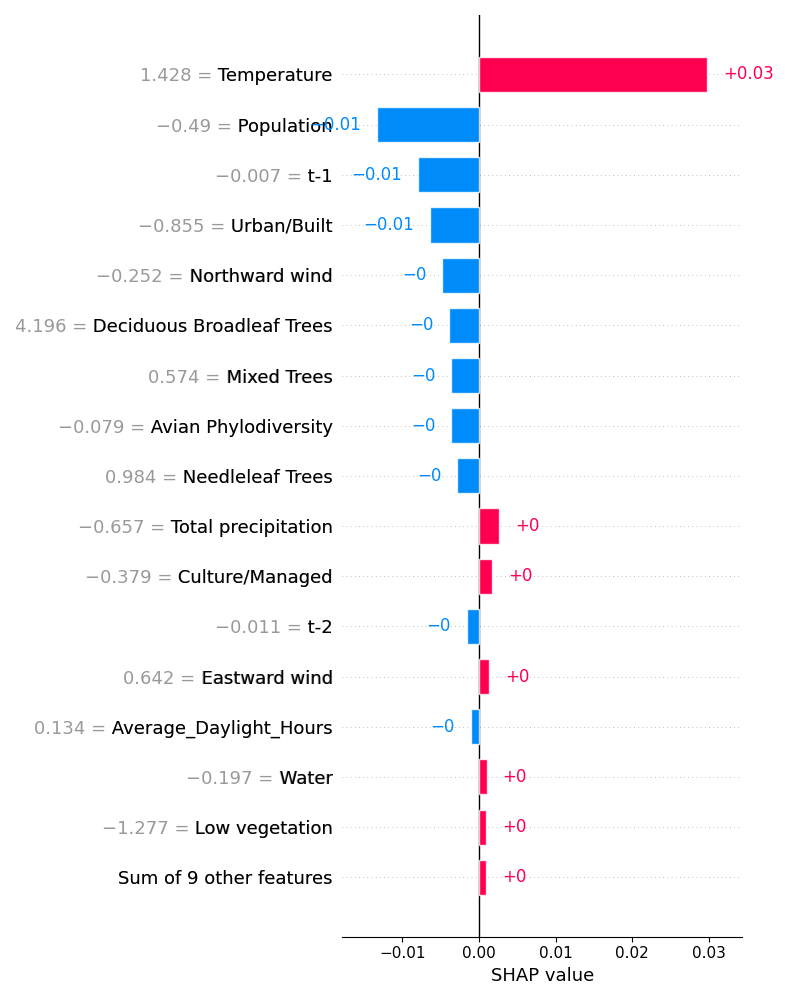 1.428 = Temperature +0.03
−0.49 = Population −0.01
−0.007 = t-1 −0.01
−0.855 = Urban/Built −0.01
−0.252 = Northward wind −0
4.196 = Deciduous Broadleaf Trees −0
0.574 = Mixed Trees −0
−0.079 = Avian Phylodiversity −0
0.984 = Needleleaf Trees −0
−0.657 = Total precipitation +0
−0.379 = Culture/Managed +0
−0.011 = t-2 −0
0.642 = Eastward wind +0
0.134 = Average_Daylight_Hours −0
−0.197 = Water +0
−1.277 = Low vegetation +0
Sum of 9 other features +0
−0.01 0.00 0.01 0.02 0.03
SHAP value